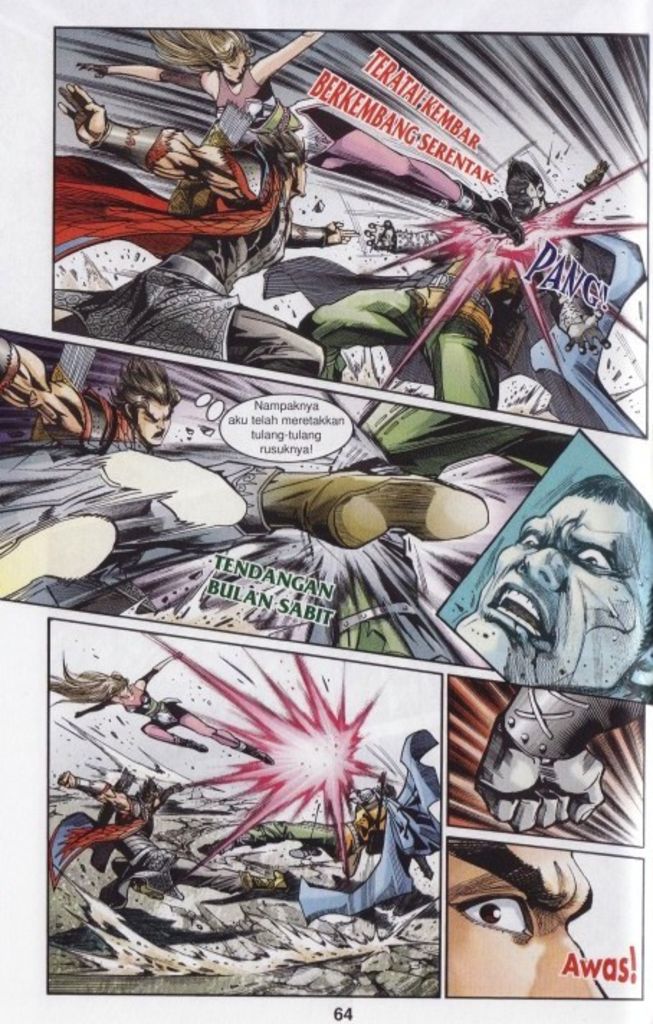 TERATAI KEMBAR
BERKEMBANG SERENTAK
PANG!
Nampaknya
aku telah meretakkan
tulang-tulang
rusuknya!
TENDANGAN
BULAN SABIT
Awas!
64